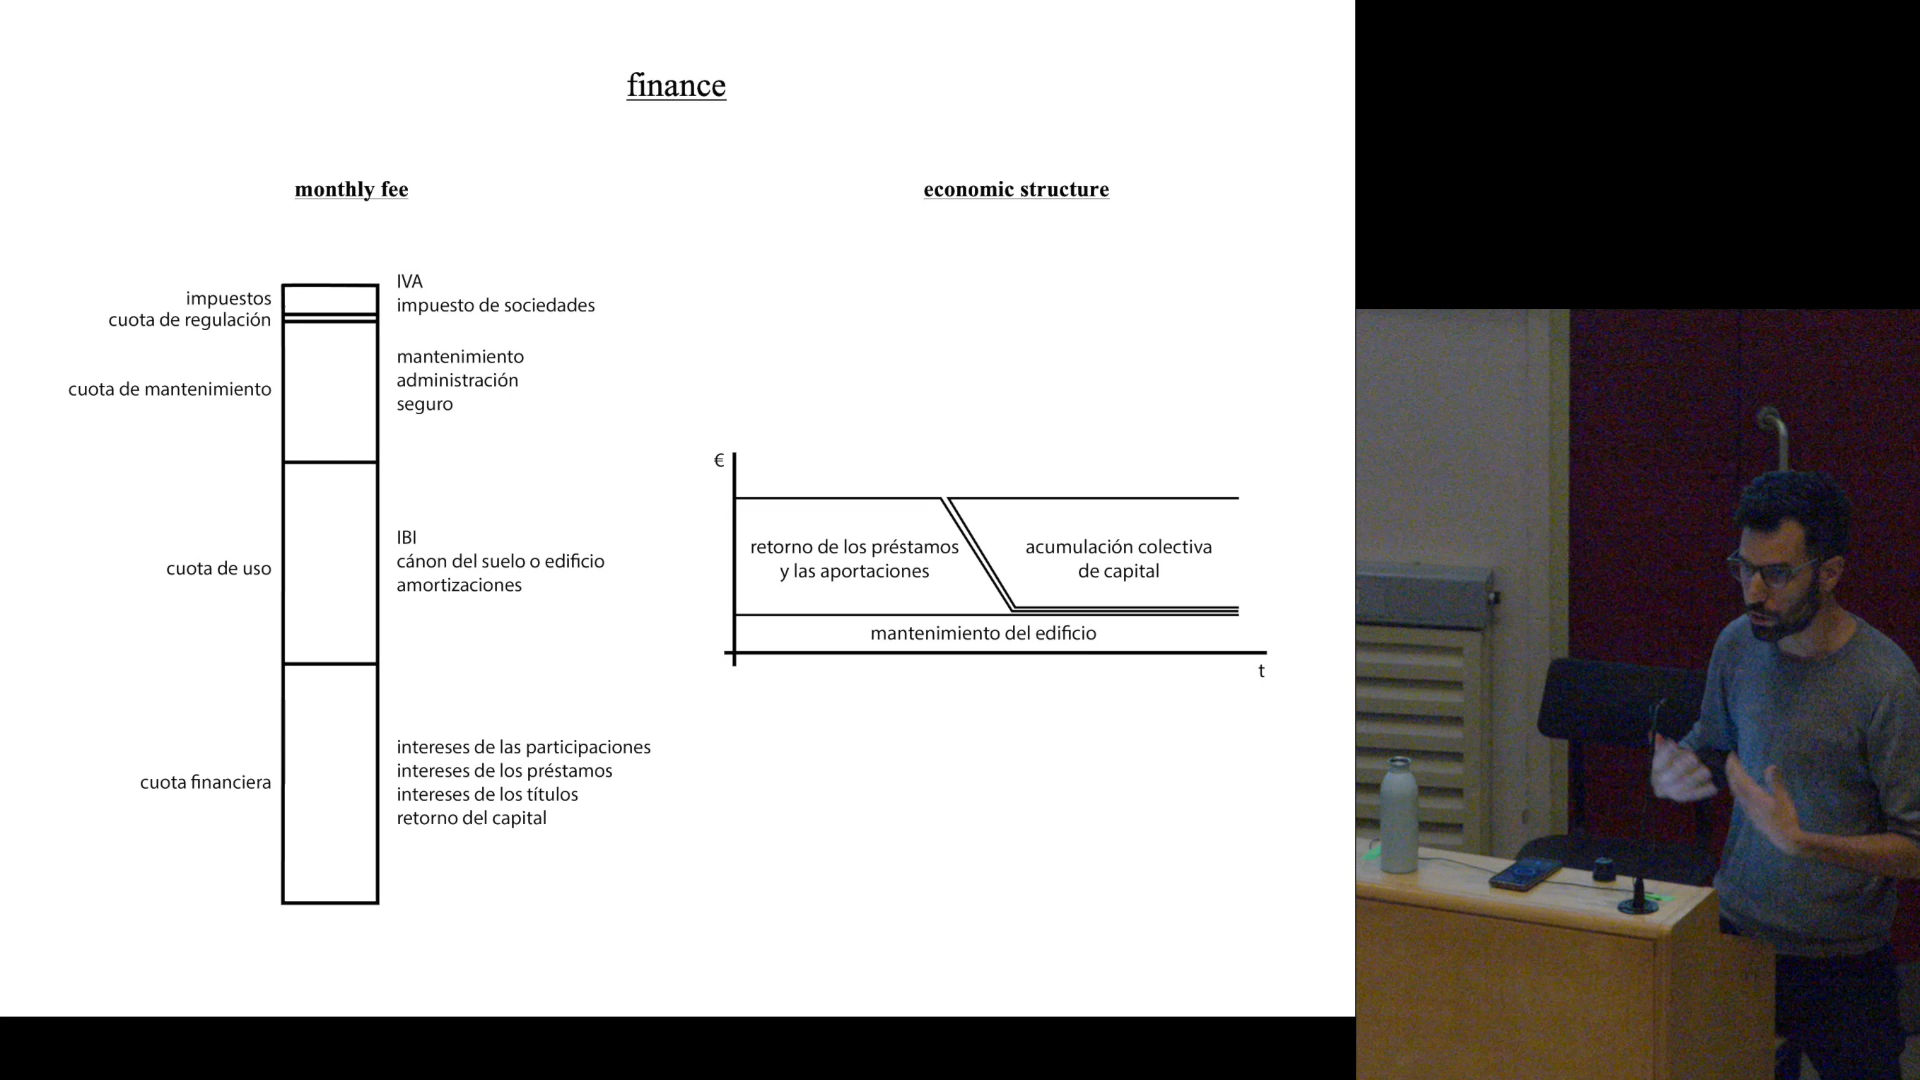 finance
monthly fee
impuestos
cuota de regulación
cuota de mantenimiento
cuota de uso
cuota financiera
IVA
impuesto de sociedades
mantenimiento
administración
seguro
IBI
cánon del suelo o edificio
amortizaciones
intereses de las participaciones
intereses de los préstamos
intereses de los títulos
retorno del capital
economic structure
€
retorno de los préstamos
y las aportaciones
acumulación colectiva
de capital
mantenimiento del edificio
t